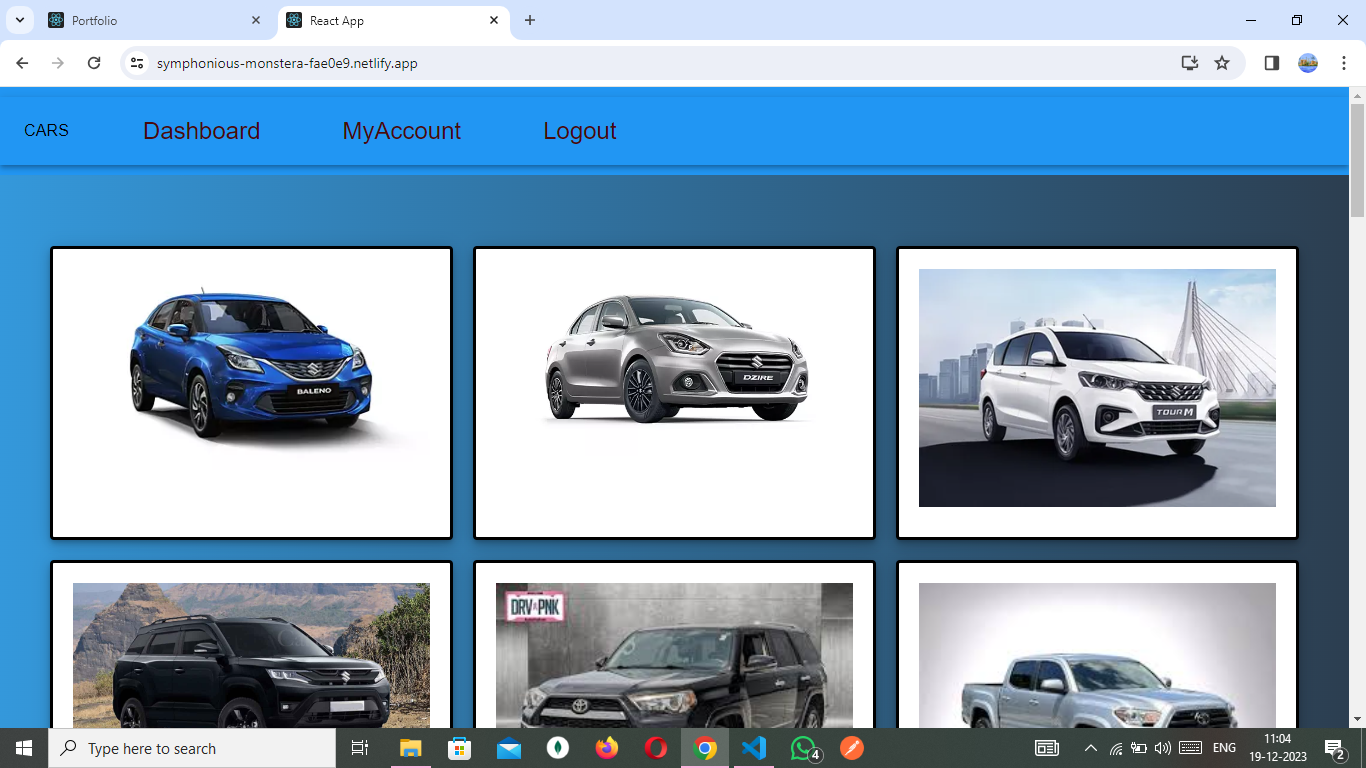 Portfolio
React App
symphonious-monstera-fae0e9.netlify.app
CARS
Dashboard
MyAccount
Logout
BALENO
DZIRE
TOUR M
DRV PNK
Type here to search
4
ENG
11:04
19-12-2023
2